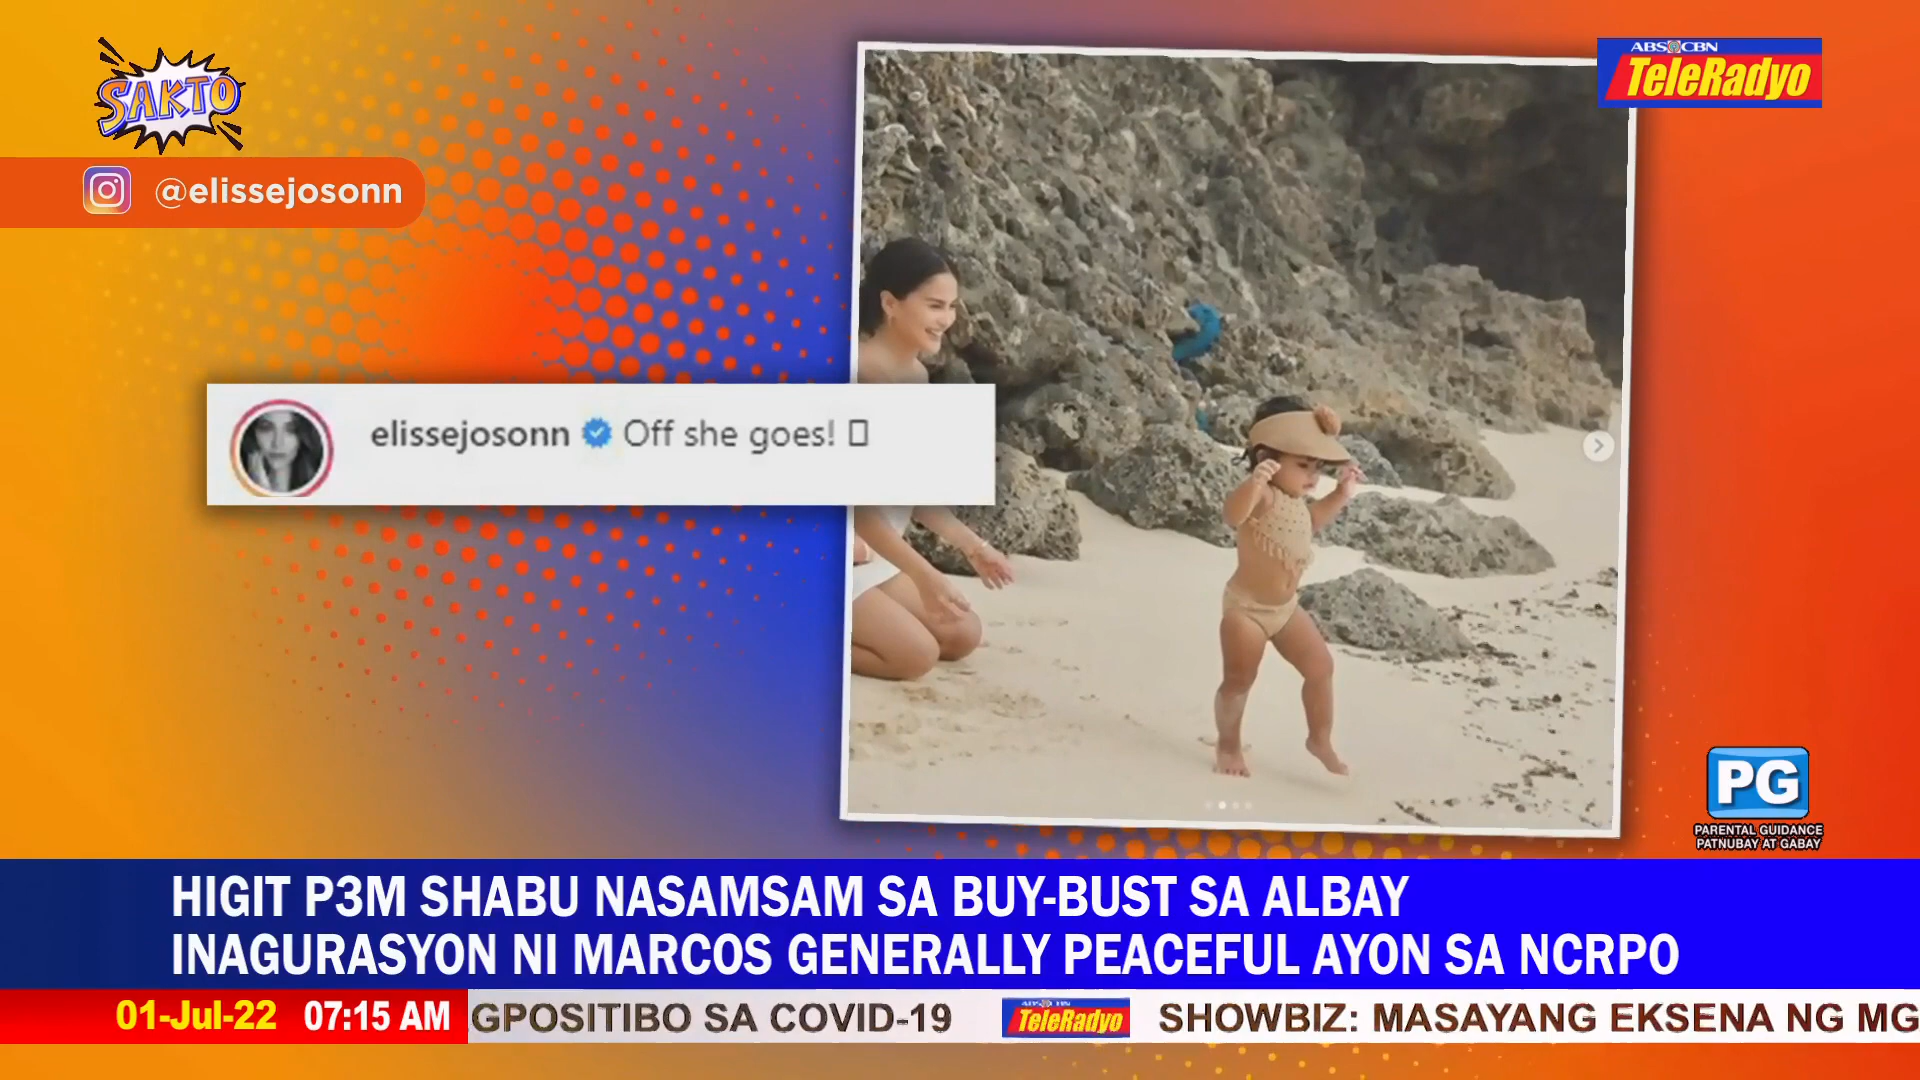 SAKTO
ABS-CBN
TeleRadyo
@elissejosonn
elissejosonn Off she goes!
PG
PARENTAL GUIDANCE
PATNUBAY AT GABAY
HIGIT P3M SHABU NASAMSAM SA BUY-BUST SA ALBAY
INAGURASYON NI MARCOS GENERALLY PEACEFUL AYON SA NCRPO
01-Jul-22 07:15 AM GPOSITIBO SA COVID-19 ABS-CBN TeleRadyo SHOWBIZ: MASAYANG EKSENA NG MG